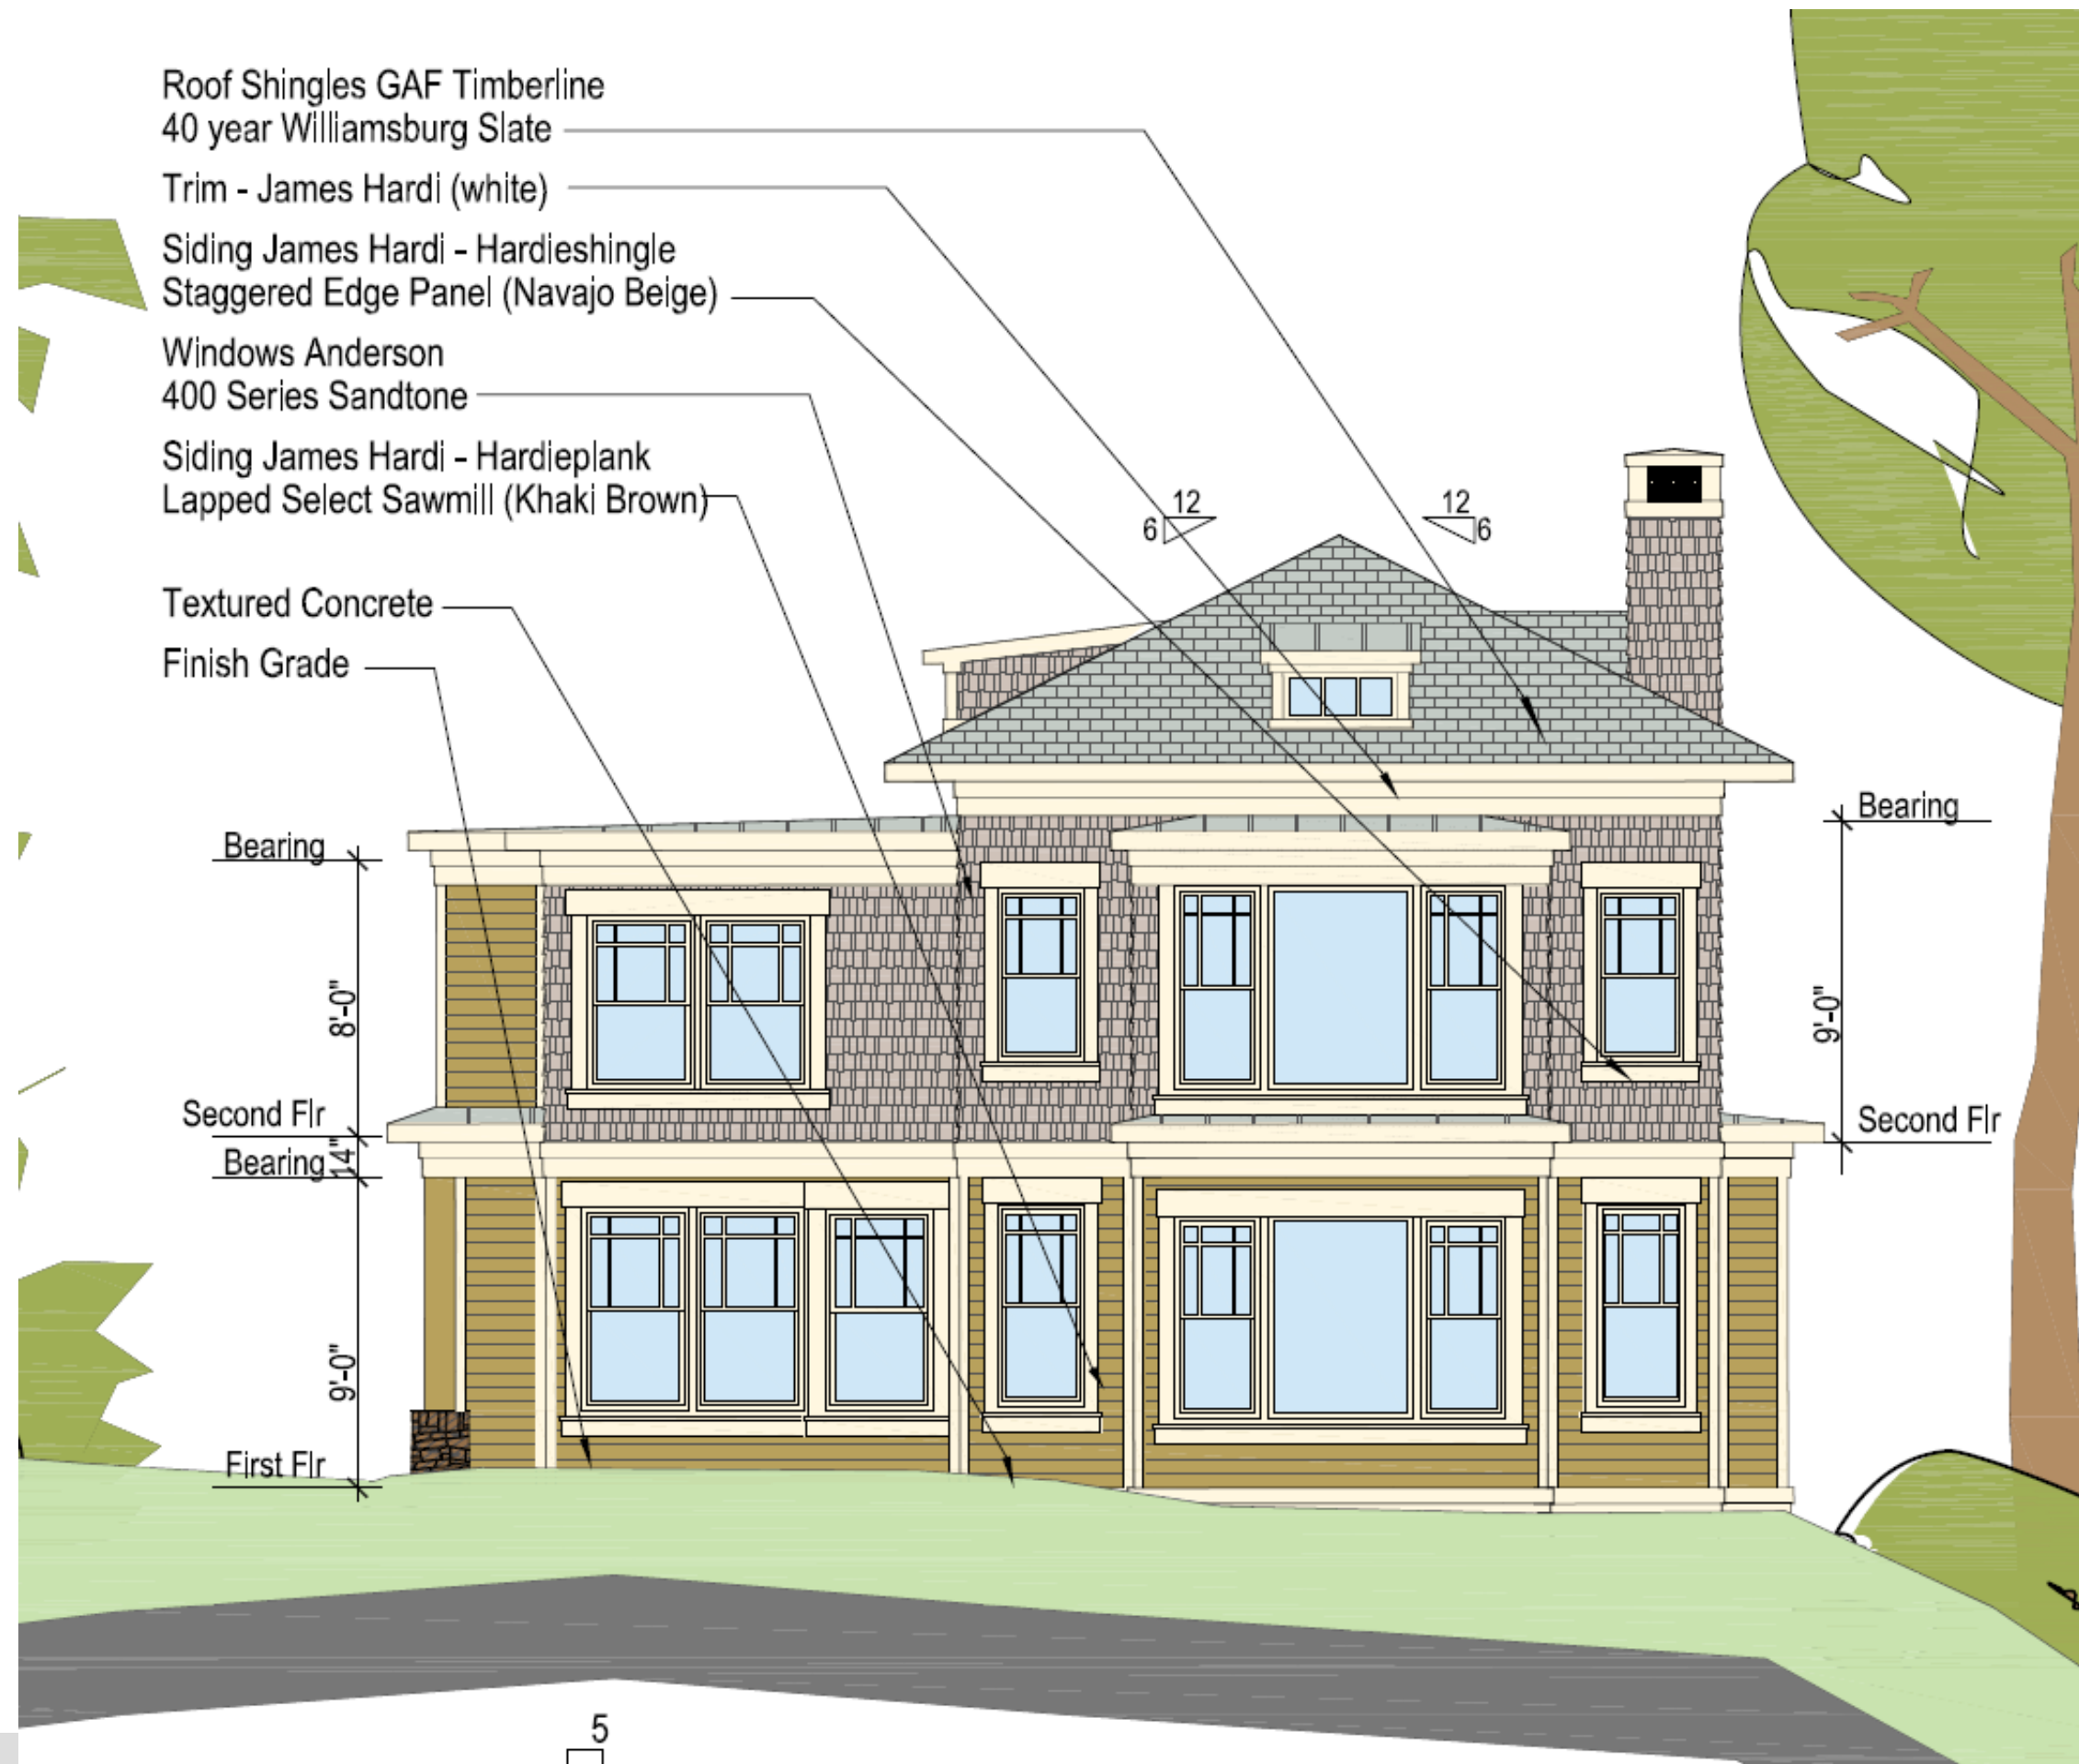 Roof Shingles GAF Timberline
40 year Williamsburg Slate
Trim - James Hardi (white)
Siding James Hardi - Hardieshingle
Staggered Edge Panel (Navajo Beige)
Windows Anderson
400 Series Sandtone
Siding James Hardi - Hardieplank
Lapped Select Sawmill (Khaki Brown)
Textured Concrete
Finish Grade
12
6
12
6
Bearing
8'-0"
Second Flr
14"
Bearing
9'-0"
First Flr
Bearing
9'-0"
Second Flr
5